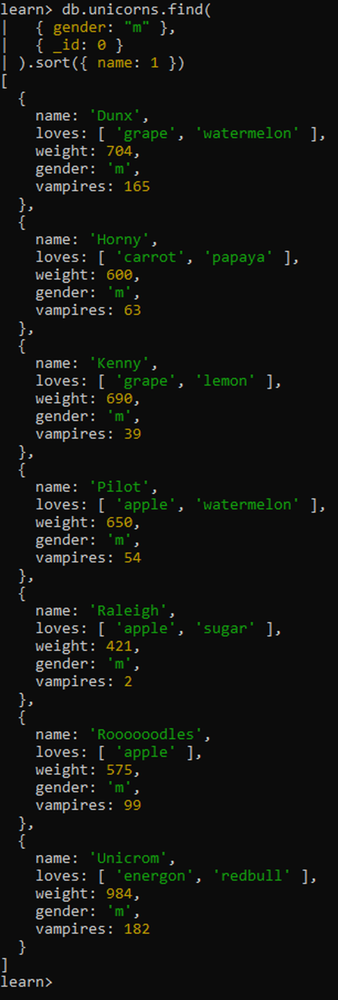 learn> db.unicorns.find(
|   { gender: "m" },
|   { _id: 0 }
| ).sort({ name: 1 })
[
  {
    name: 'Dunx',
    loves: [ 'grape', 'watermelon' ],
    weight: 704,
    gender: 'm',
    vampires: 165
  },
  {
    name: 'Horny',
    loves: [ 'carrot', 'papaya' ],
    weight: 600,
    gender: 'm',
    vampires: 63
  },
  {
    name: 'Kenny',
    loves: [ 'grape', 'lemon' ],
    weight: 690,
    gender: 'm',
    vampires: 39
  },
  {
    name: 'Pilot',
    loves: [ 'apple', 'watermelon' ],
    weight: 650,
    gender: 'm',
    vampires: 54
  },
  {
    name: 'Raleigh',
    loves: [ 'apple', 'sugar' ],
    weight: 421,
    gender: 'm',
    vampires: 2
  },
  {
    name: 'Roooooodles',
    loves: [ 'apple' ],
    weight: 575,
    gender: 'm',
    vampires: 99
  },
  {
    name: 'Unicrom',
    loves: [ 'energon', 'redbull' ],
    weight: 984,
    gender: 'm',
    vampires: 182
  }
]
learn>